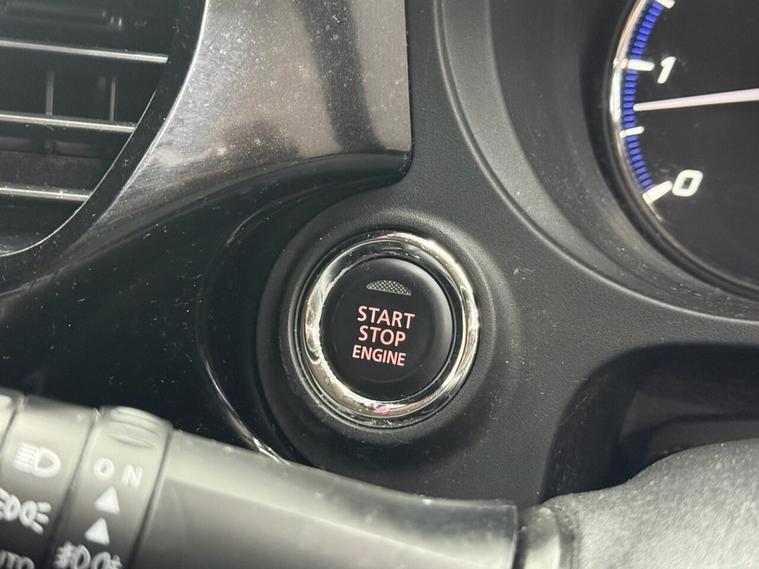 1
0
START
STOP
ENGINE
ON